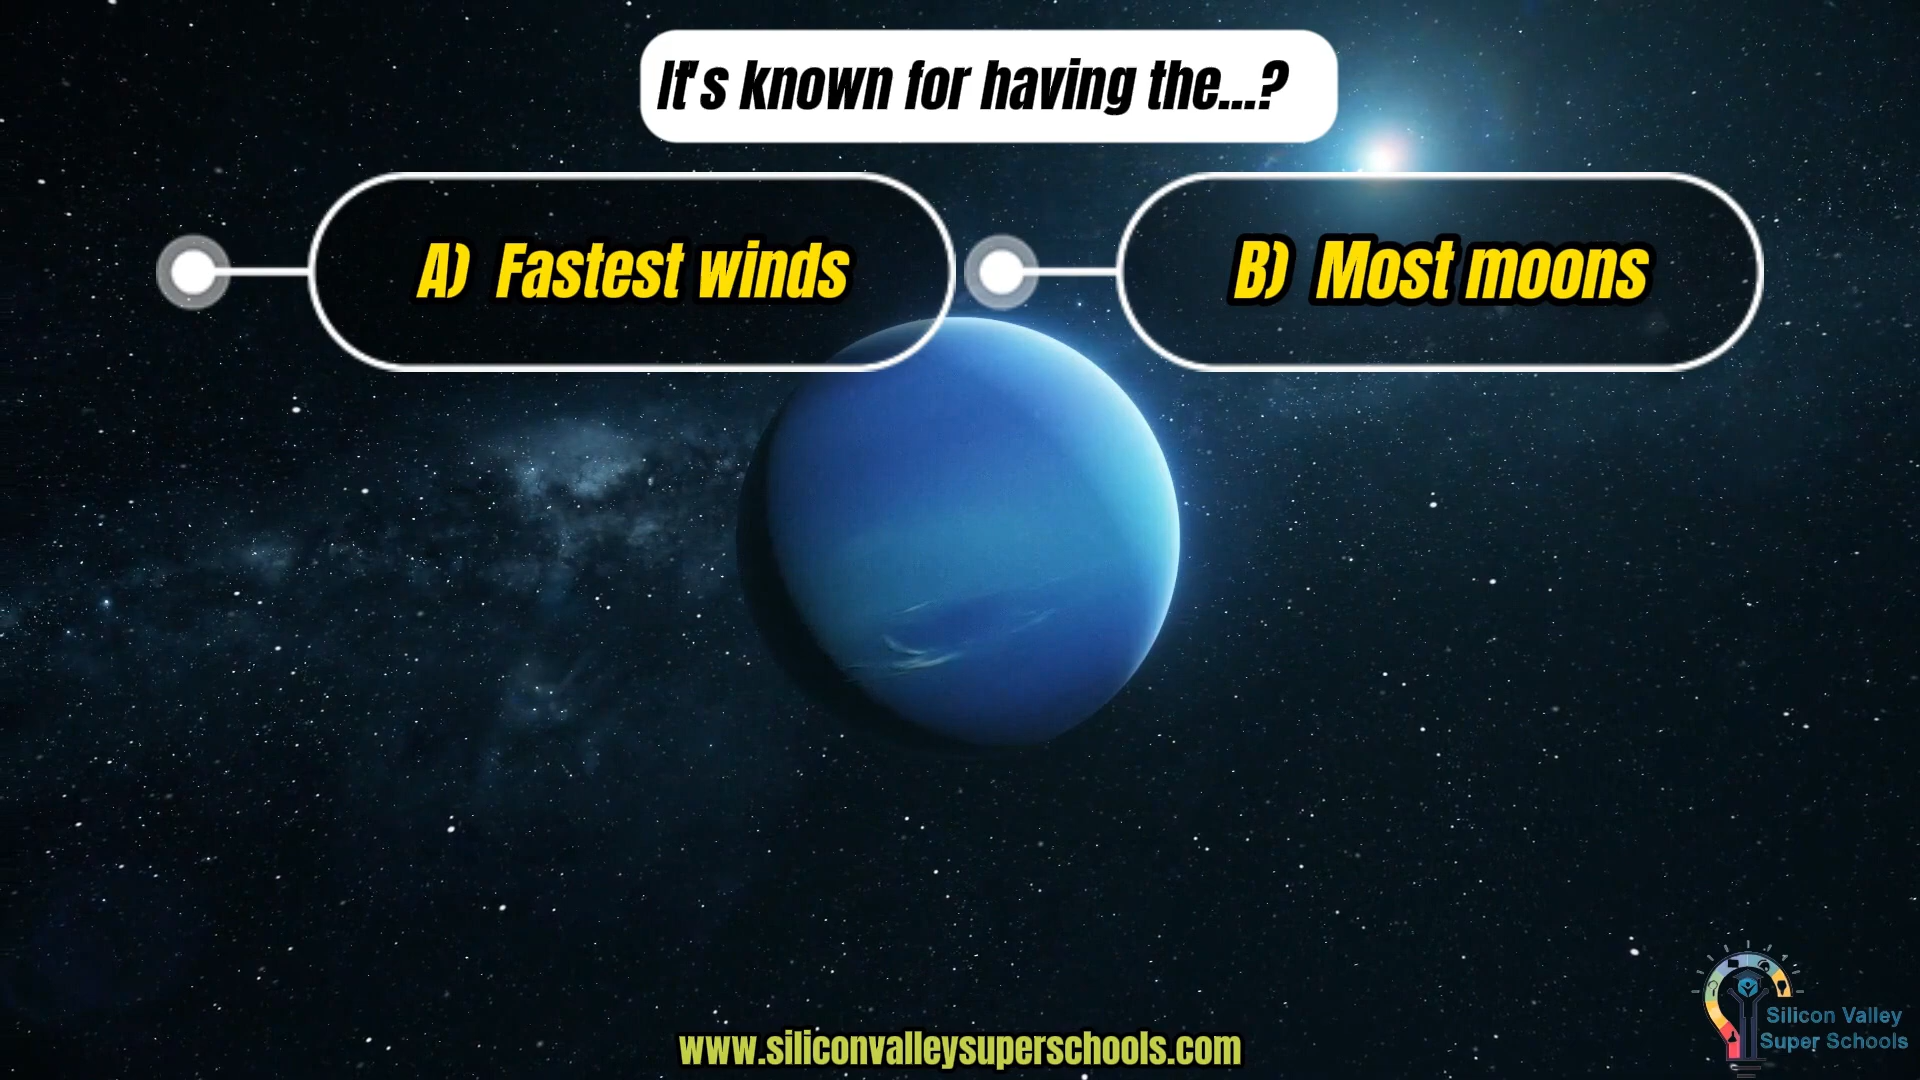 It's known for having the...?
A) Fastest winds
B) Most moons
Silicon Valley
Super Schools
www.siliconvalleysuperschools.com